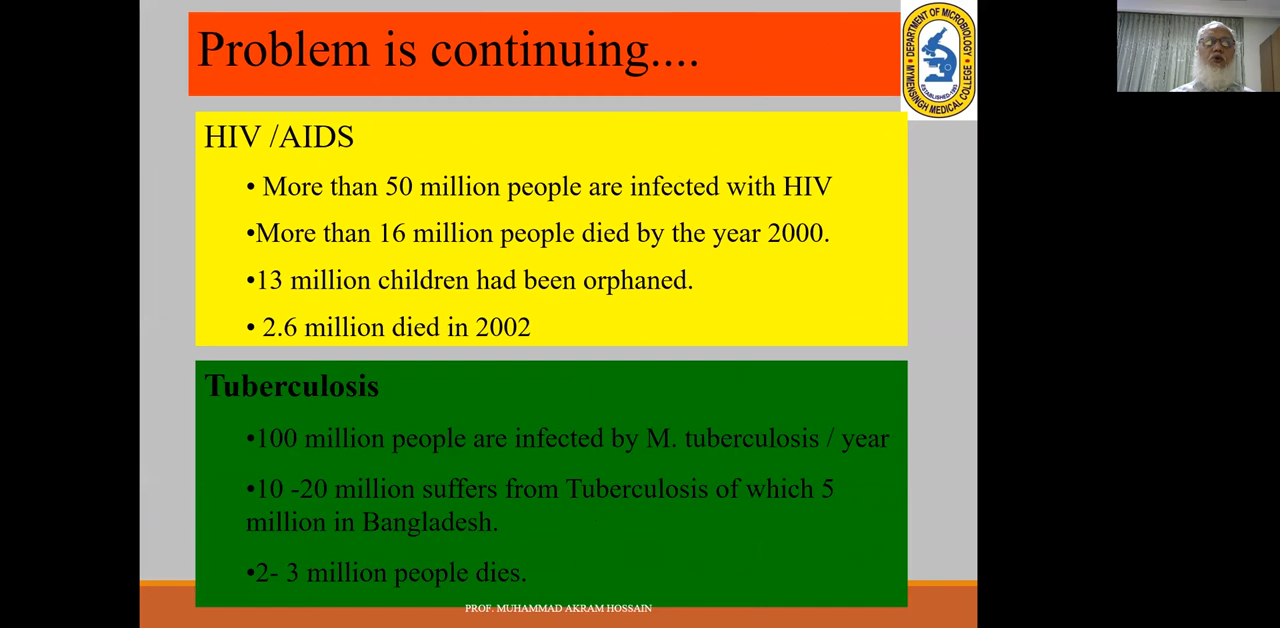 Problem is continuing....
DEPARTMENT OF MICROBIOLOGY
MYMENSINGH MEDICAL COLLEGE
HIV /AIDS
• More than 50 million people are infected with HIV
•More than 16 million people died by the year 2000.
•13 million children had been orphaned.
• 2.6 million died in 2002
Tuberculosis
•100 million people are infected by M. tuberculosis / year
•10 -20 million suffers from Tuberculosis of which 5
million in Bangladesh.
•2- 3 million people dies.
PROF. MUHAMMAD AKRAM HOSSAIN